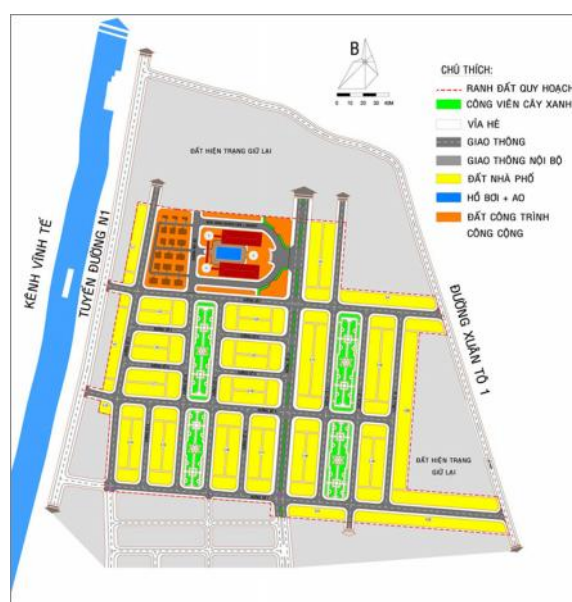 B
0 10 20 30 40M
CHÚ THÍCH:
RANH ĐẤT QUY HOẠCH
CÔNG VIÊN CÂY XANH
VỈA HÈ
GIAO THÔNG
GIAO THÔNG NỘI BỘ
ĐẤT NHÀ PHỐ
HỒ BƠI + AO
ĐẤT CÔNG TRÌNH
CÔNG CỘNG
ĐẤT HIỆN TRẠNG GIỮ LẠI
KÊNH VĨNH TẾ
TUYẾN ĐƯỜNG N1
ĐƯỜNG XUÂN TÔ 1
ĐẤT HIỆN TRẠNG
GIỮ LẠI